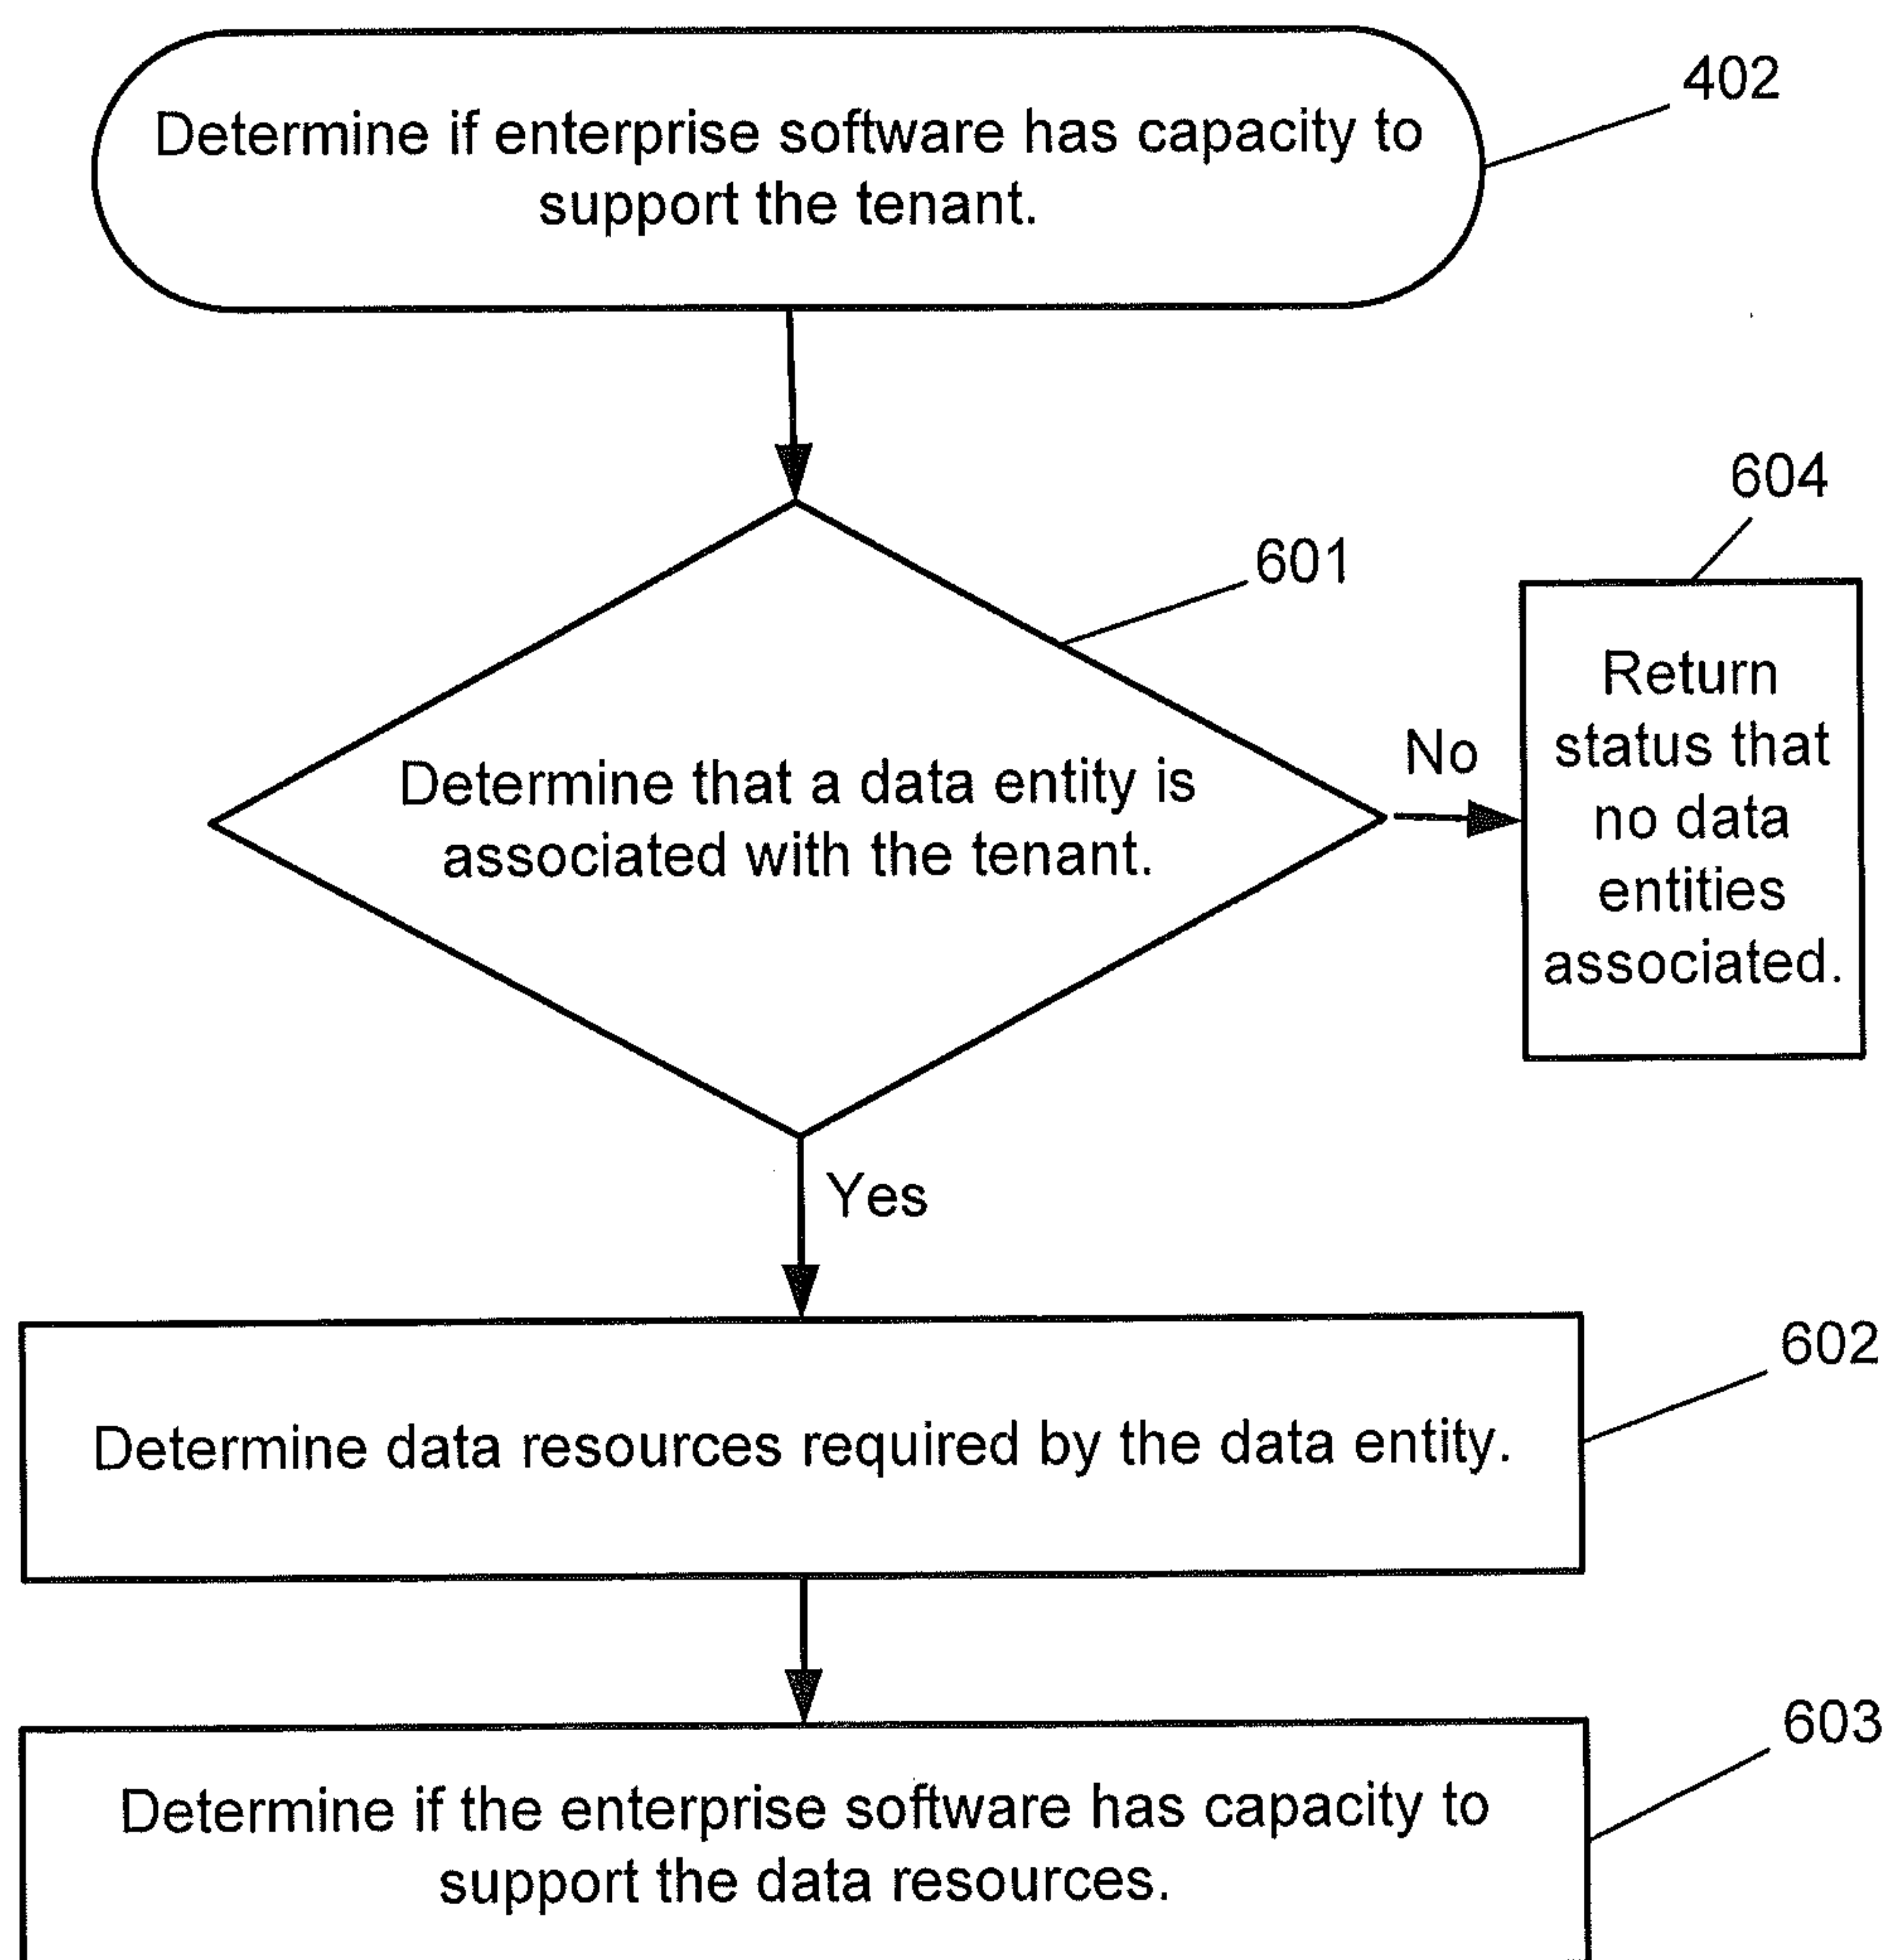 402
Determine if enterprise software has capacity to
support the tenant.
604
601
Return
status that
no data
entities
associated.
No
Determine that a data entity is
associated with the tenant.
Yes
602
Determine data resources required by the data entity.
603
Determine if the enterprise software has capacity to
support the data resources.